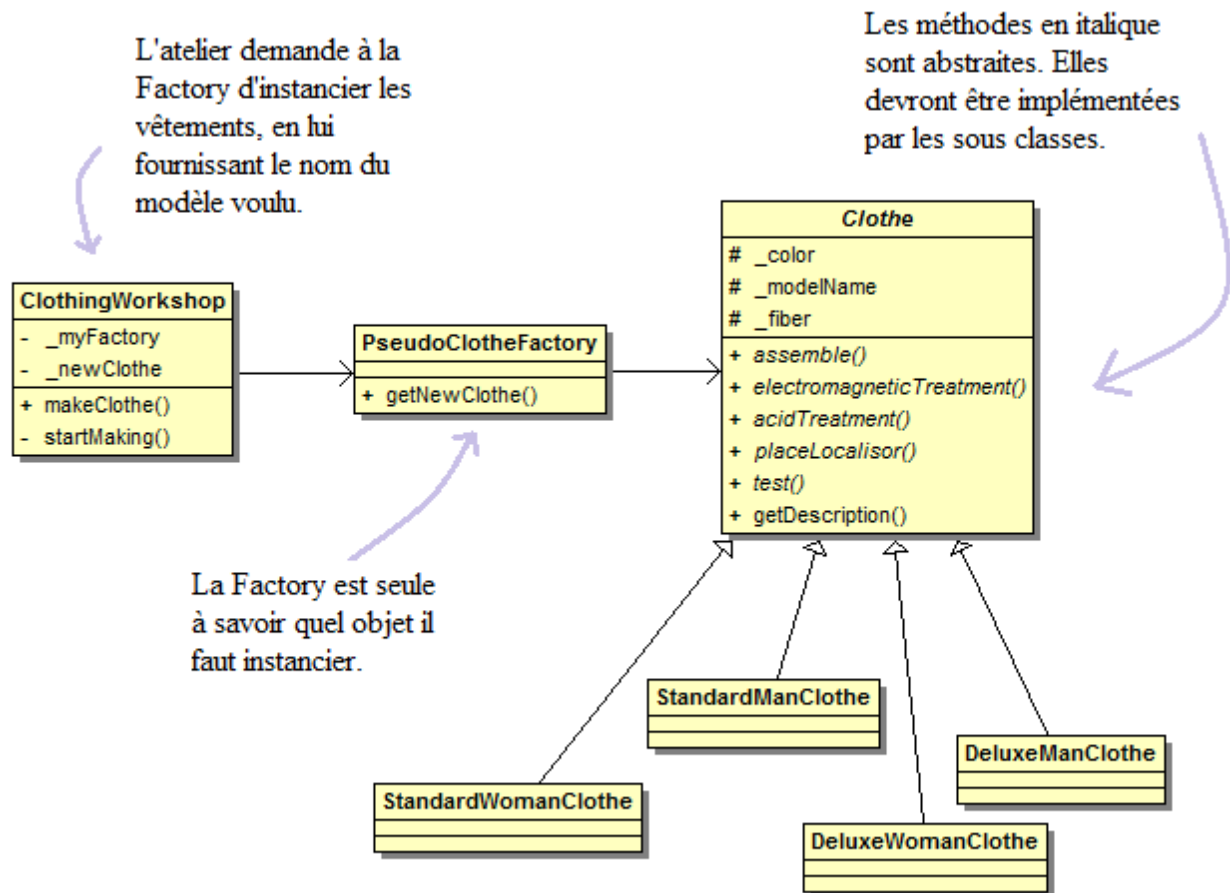 L'atelier demande à la
Factory d'instancier les
vêtements, en lui
fournissant le nom du
modèle voulu.
Les méthodes en italique
sont abstraites. Elles
devront être implémentées
par les sous classes.
ClothingWorkshop
- _myFactory
- _newClothe
+ makeClothe()
- startMaking()
PseudoClotheFactory
+ getNewClothe()
Clothe
# _color
# _modelName
# _fiber
+ assemble()
+ electromagneticTreatment()
+ acidTreatment()
+ placeLocalisor()
+ test()
+ getDescription()
La Factory est seule
à savoir quel objet il
faut instancier.
StandardManClothe
DeluxeManClothe
StandardWomanClothe
DeluxeWomanClothe